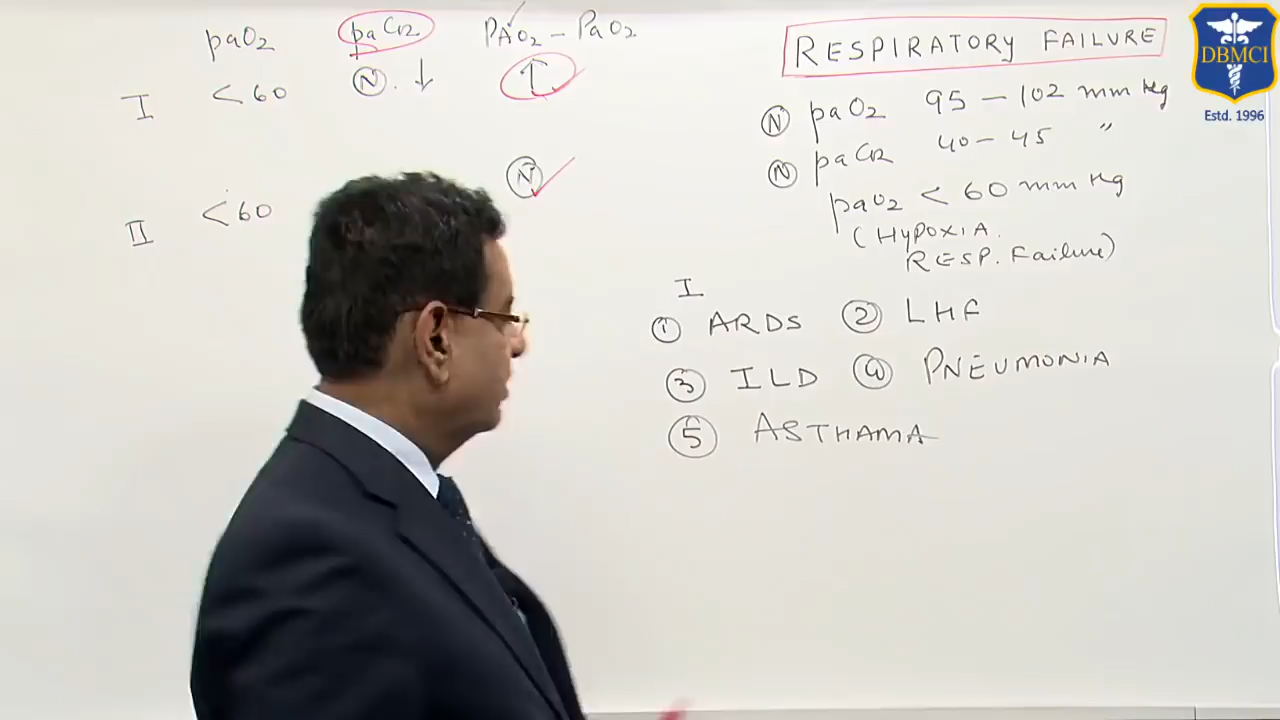 paO2 paCO2 PAO2 - PaO2
I <60 N . ↓ ↑
II <60 N
RESPIRATORY FAILURE
N paO2 95 - 102 mm Hg
N paCO2 40 - 45 "
paO2 < 60 mm Hg
(HYPOXIA.
RESP. Failure)
I
1 ARDS 2 LHF
3 ILD 4 PNEUMONIA
5 ASTHAMA
DBMCI
Estd. 1996